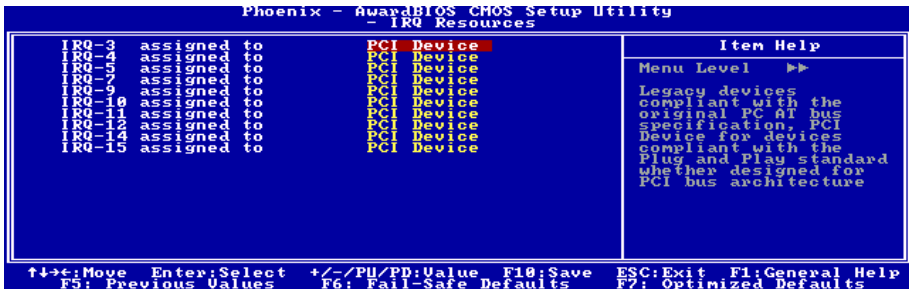 Phoenix - AwardBIOS CMOS Setup Utility
- IRQ Resources
IRQ-3 assigned to PCI Device
IRQ-4 assigned to PCI Device
IRQ-5 assigned to PCI Device
IRQ-7 assigned to PCI Device
IRQ-9 assigned to PCI Device
IRQ-10 assigned to PCI Device
IRQ-11 assigned to PCI Device
IRQ-12 assigned to PCI Device
IRQ-14 assigned to PCI Device
IRQ-15 assigned to PCI Device
Item Help
Menu Level ▶▶
Legacy devices
compliant with the
original PC AT bus
specification, PCI
Device for devices
compliant with the
Plug and Play standard
whether designed for
PCI bus architecture
↑↓→←:Move Enter:Select +/-/PU/PD:Value F10:Save ESC:Exit F1:General Help
F5: Previous Values F6: Fail-Safe Defaults F7: Optimized Defaults